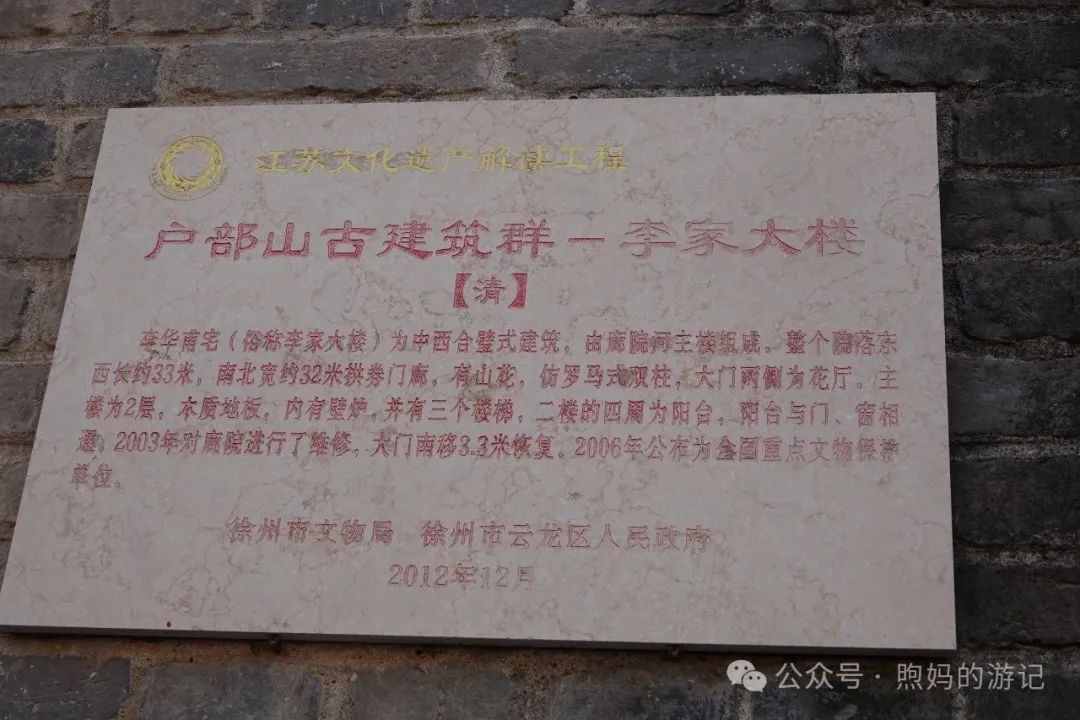 江苏文化遗产解读工程
户部山古建筑群－李家大楼
【清】
李华甫宅（俗称李家大楼）为中西合璧式建筑，由廊院河主楼组成。整个院落东
西长约33米，南北宽约32米拱券门廊，有山花，仿罗马式双柱，大门两侧为花厅。主
楼为2层，木质地板，内有壁炉，并有三个楼梯，二楼的四周为阳台，阳台与门、窗相
通，2003年对廊院进行了维修，大门南移3.3米恢复。2006年公布为全国重点文物保护
单位。
徐州市文物局 徐州市云龙区人民政府
2012年12月
公众号·煦妈的游记